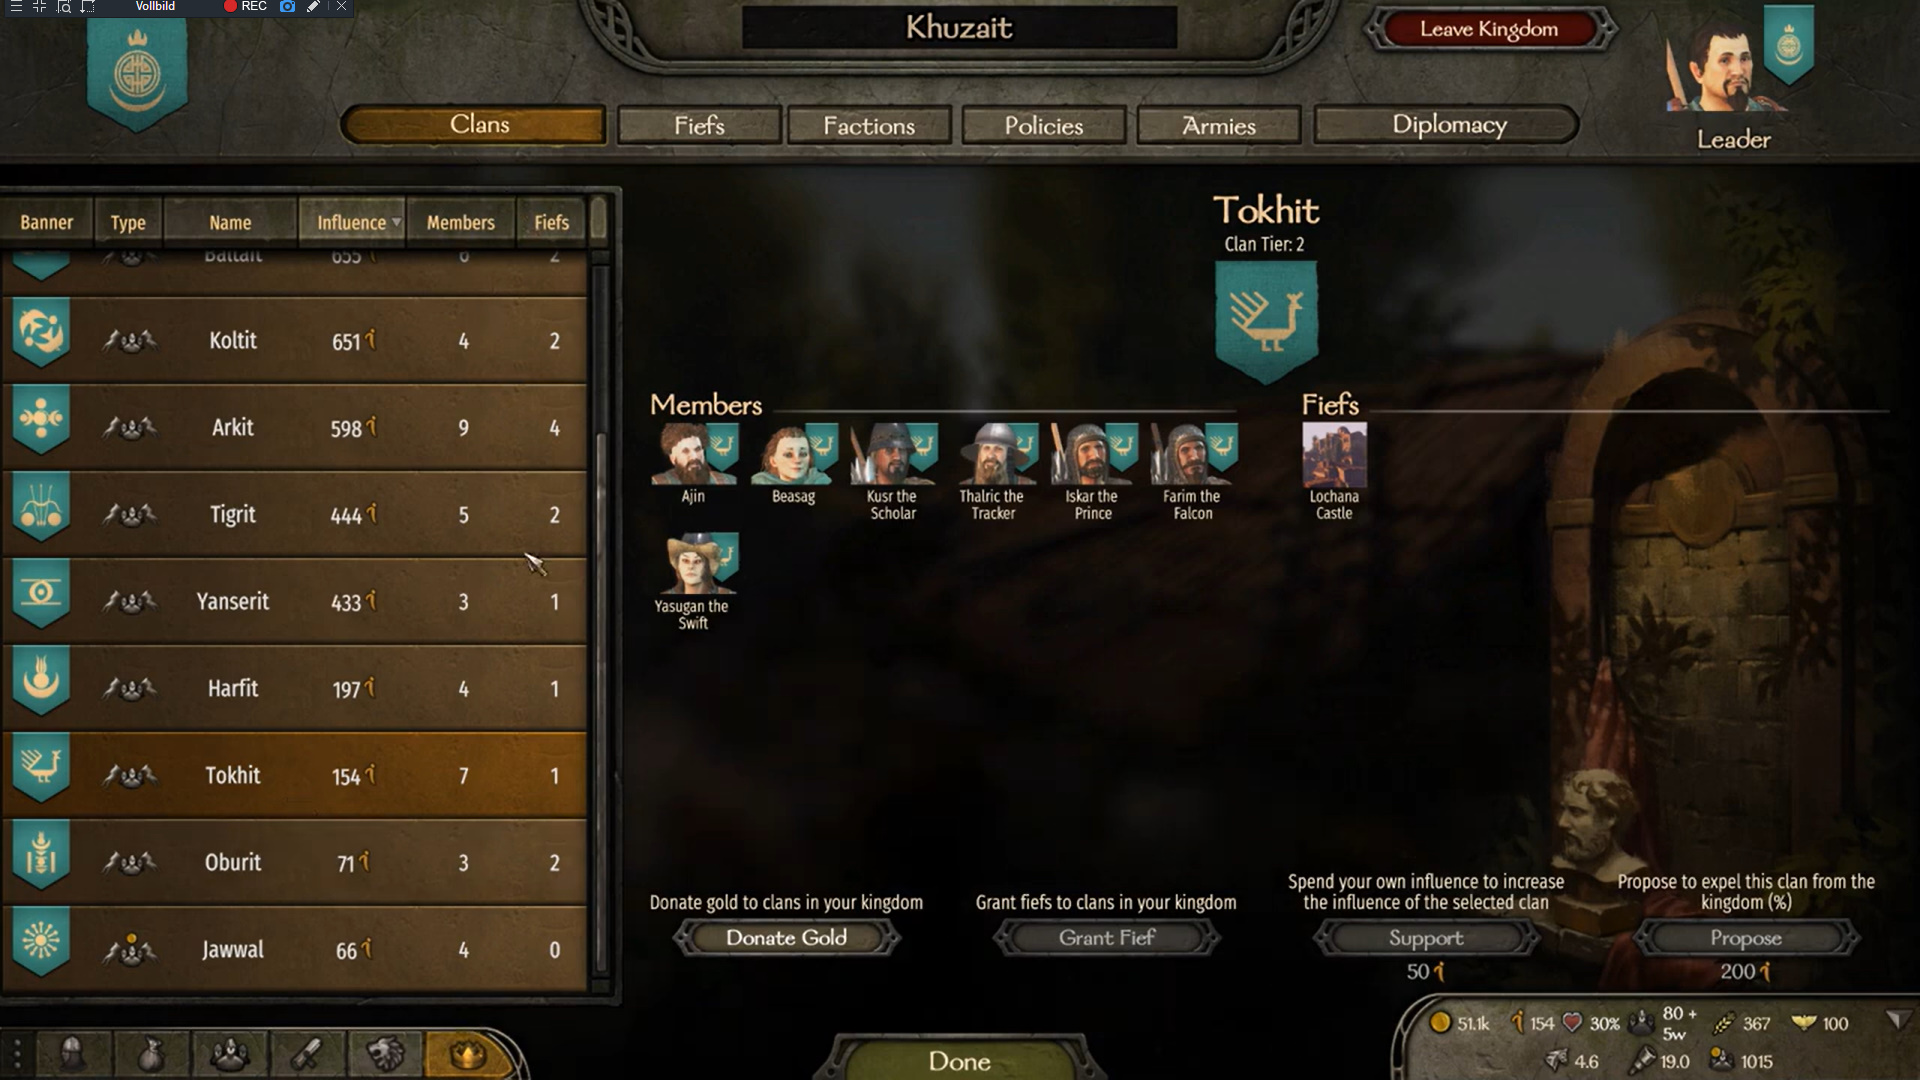 Vollbild
REC
Khuzait
Leave Kingdom
Leader
Clans
Fiefs
Factions
Policies
Armies
Diplomacy
Banner Type Name Influence Members Fiefs
Battait 655 6 2
Koltit 651 4 2
Arkit 598 9 4
Tigrit 444 5 2
Yanserit 433 3 1
Harfit 197 4 1
Tokhit 154 7 1
Oburit 71 3 2
Jawwal 66 4 0
Tokhit
Clan Tier: 2
Members
Ajin
Beasag
Kusr the
Scholar
Thalric the
Tracker
Iskar the
Prince
Farim the
Falcon
Yasugan the
Swift
Fiefs
Lochana
Castle
Donate gold to clans in your kingdom
Donate Gold
Grant fiefs to clans in your kingdom
Grant Fief
Spend your own influence to increase
the influence of the selected clan
Support
50
Propose to expel this clan from the
kingdom (%)
Propose
200
Done
51.1k 154 30% 80 +
5w 367 100
4.6 19.0 1015